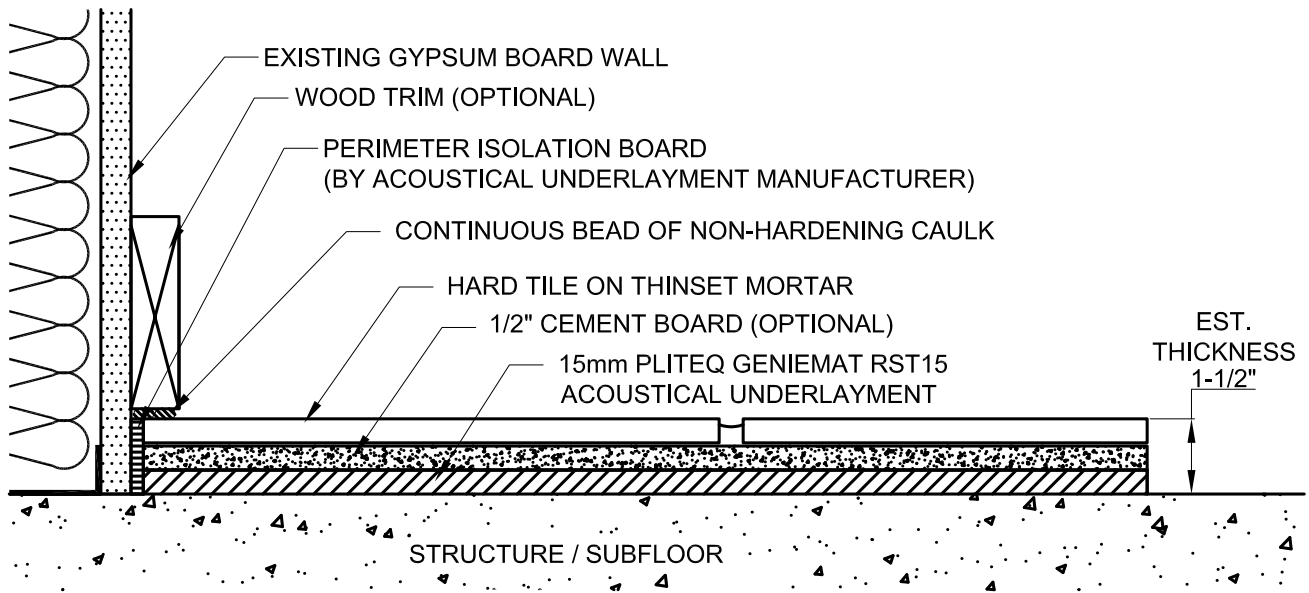 EXISTING GYPSUM BOARD WALL
WOOD TRIM (OPTIONAL)
PERIMETER ISOLATION BOARD
(BY ACOUSTICAL UNDERLAYMENT MANUFACTURER)
CONTINUOUS BEAD OF NON-HARDENING CAULK
HARD TILE ON THINSET MORTAR
1/2" CEMENT BOARD (OPTIONAL)
15mm PLITEQ GENIEMAT RST15
ACOUSTICAL UNDERLAYMENT
EST.
THICKNESS
1-1/2"
STRUCTURE / SUBFLOOR